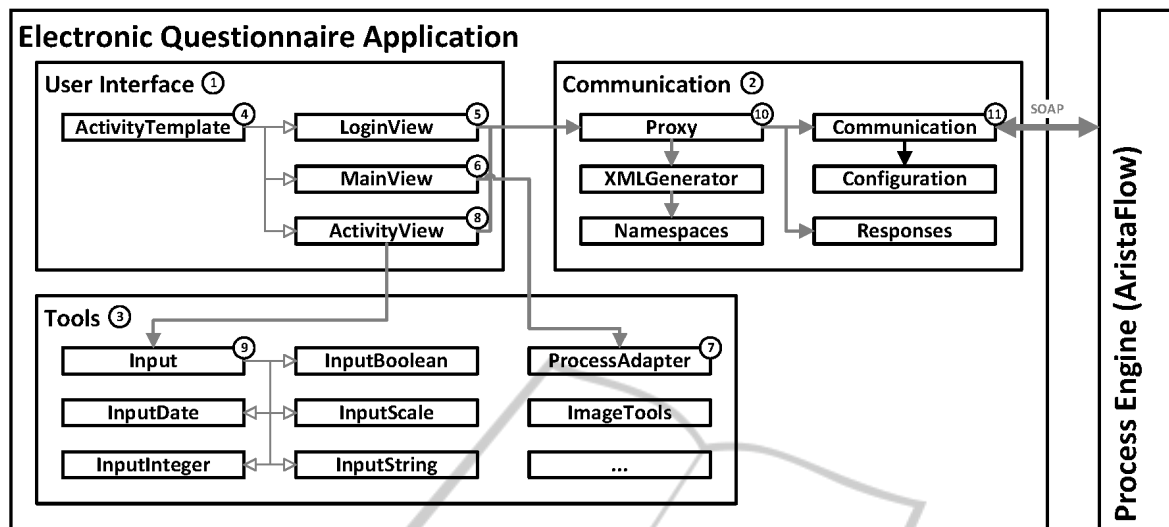 Electronic Questionnaire Application
User Interface 1
ActivityTemplate 4
LoginView 5
MainView 6
ActivityView 8
Communication 2
Proxy 10
Communication 11
XMLGenerator
Configuration
Namespaces
Responses
SOAP
Process Engine (AristaFlow)
Tools 3
Input 9
InputBoolean
ProcessAdapter 7
InputDate
InputScale
ImageTools
InputInteger
InputString
...